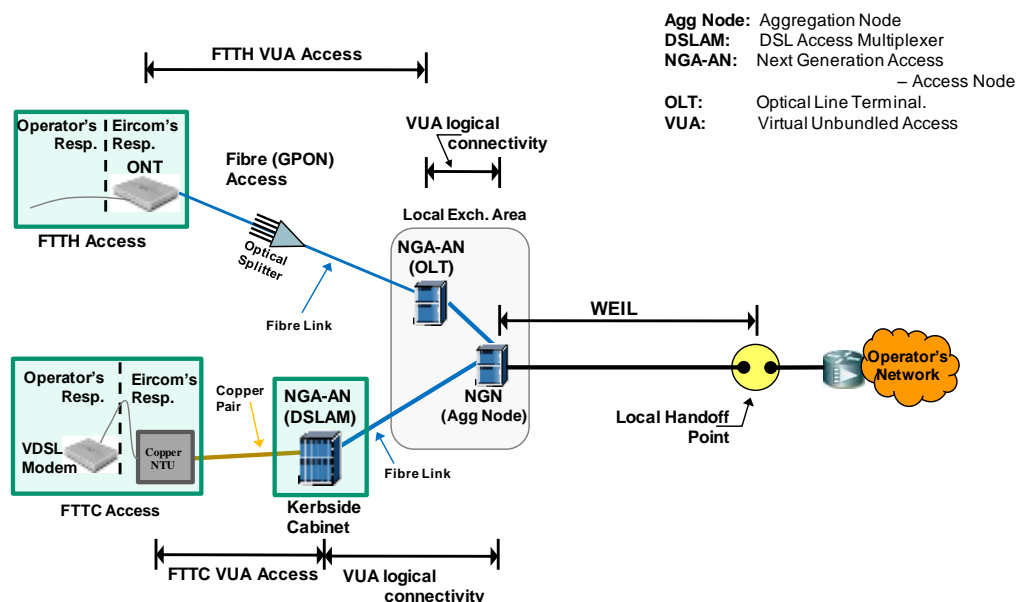 Agg Node: Aggregation Node
DSLAM: DSL Access Multiplexer
NGA-AN: Next Generation Access
– Access Node
OLT: Optical Line Terminal.
VUA: Virtual Unbundled Access
FTTH VUA Access
VUA logical
connectivity
Operator's
Resp.
Eircom's
Resp.
ONT
FTTH Access
Fibre (GPON)
Access
Optical
Splitter
Fibre Link
Local Exch. Area
NGA-AN
(OLT)
WEIL
NGN
(Agg Node)
Local Handoff
Point
Operator's
Network
Operator's
Resp.
Eircom's
Resp.
VDSL
Modem
Copper
NTU
FTTC Access
Copper
Pair
NGA-AN
(DSLAM)
Kerbside
Cabinet
Fibre Link
FTTC VUA Access
VUA logical
connectivity